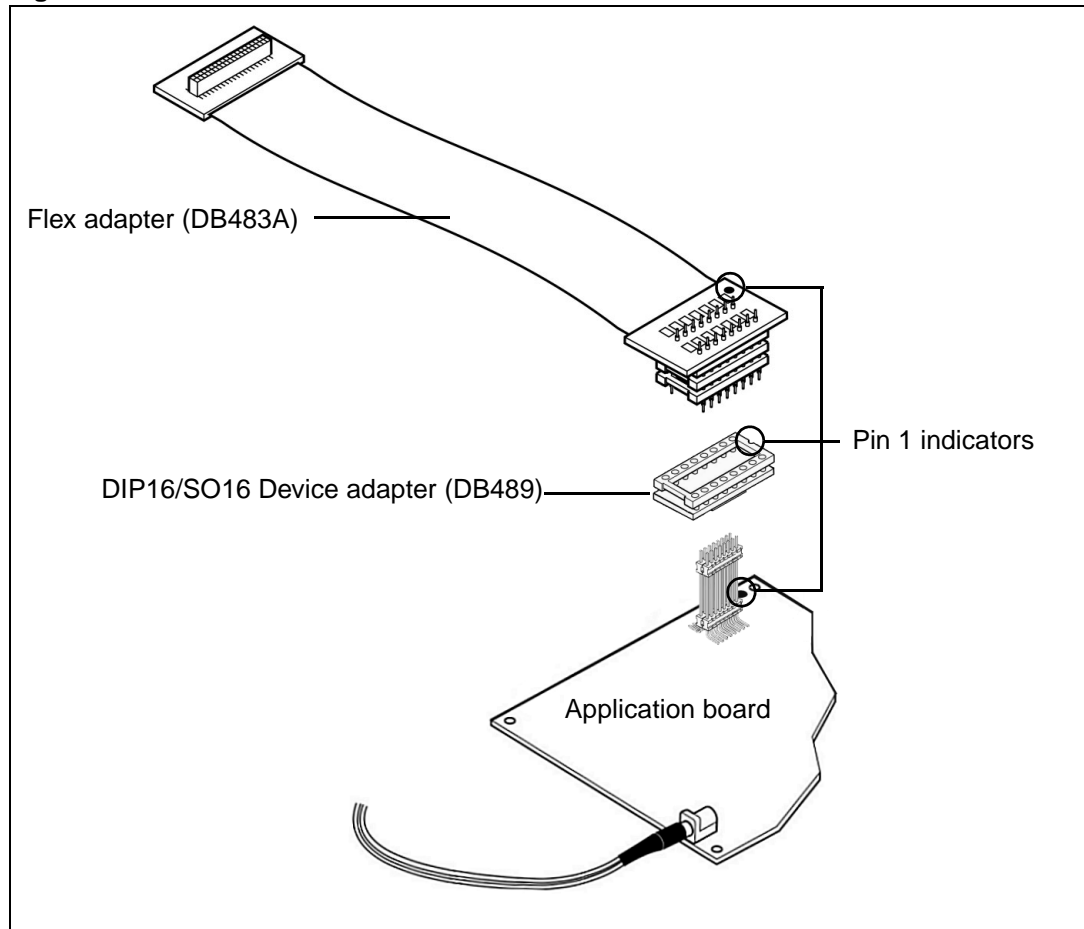 Flex adapter (DB483A)
Pin 1 indicators
DIP16/SO16 Device adapter (DB489)
Application board